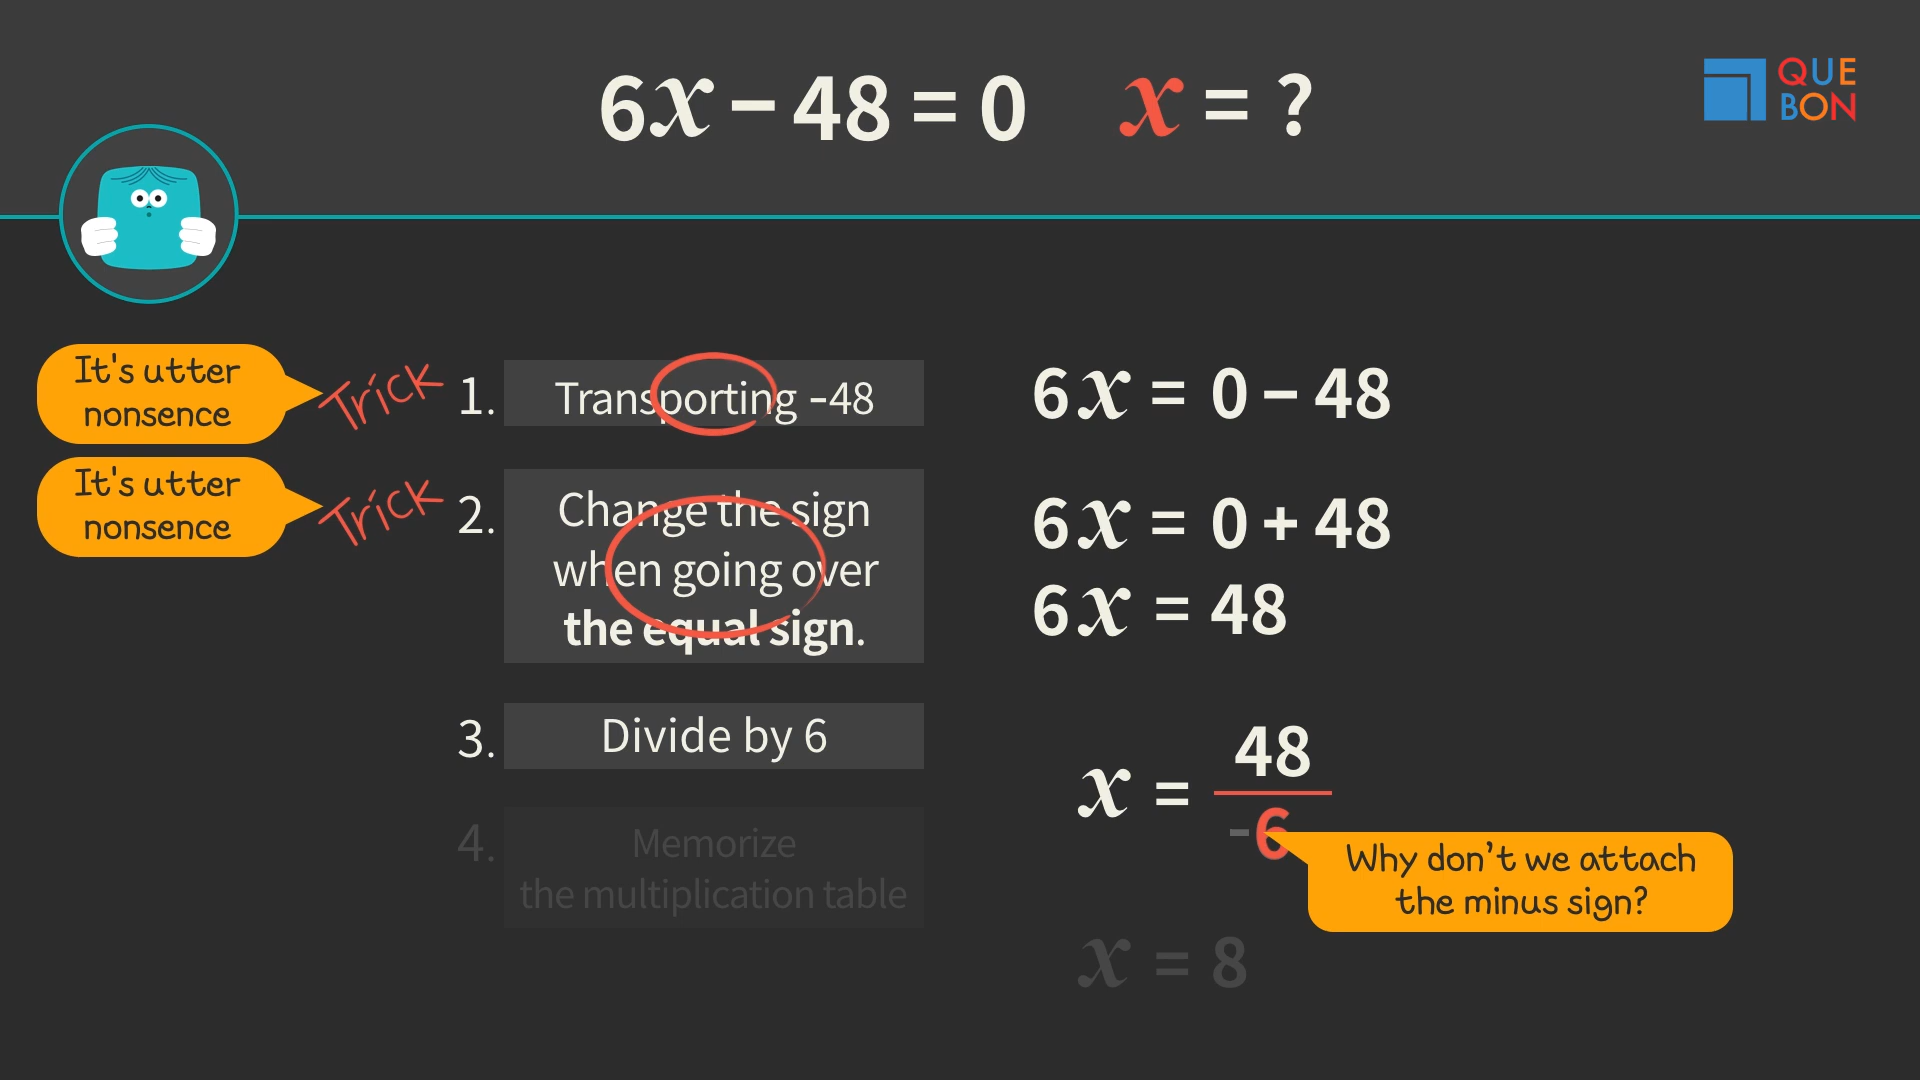 6x – 48 = 0 x = ?
QUE
BON
It's utter
nonsence
Trick
1. Transporting -48
6x = 0 – 48
It's utter
nonsence
Trick
2. Change the sign
when going over
the equal sign.
6x = 0 + 48
6x = 48
3. Divide by 6
x = 48
-6
Why don't we attach
the minus sign?
4. Memorize
the multiplication table
x = 8